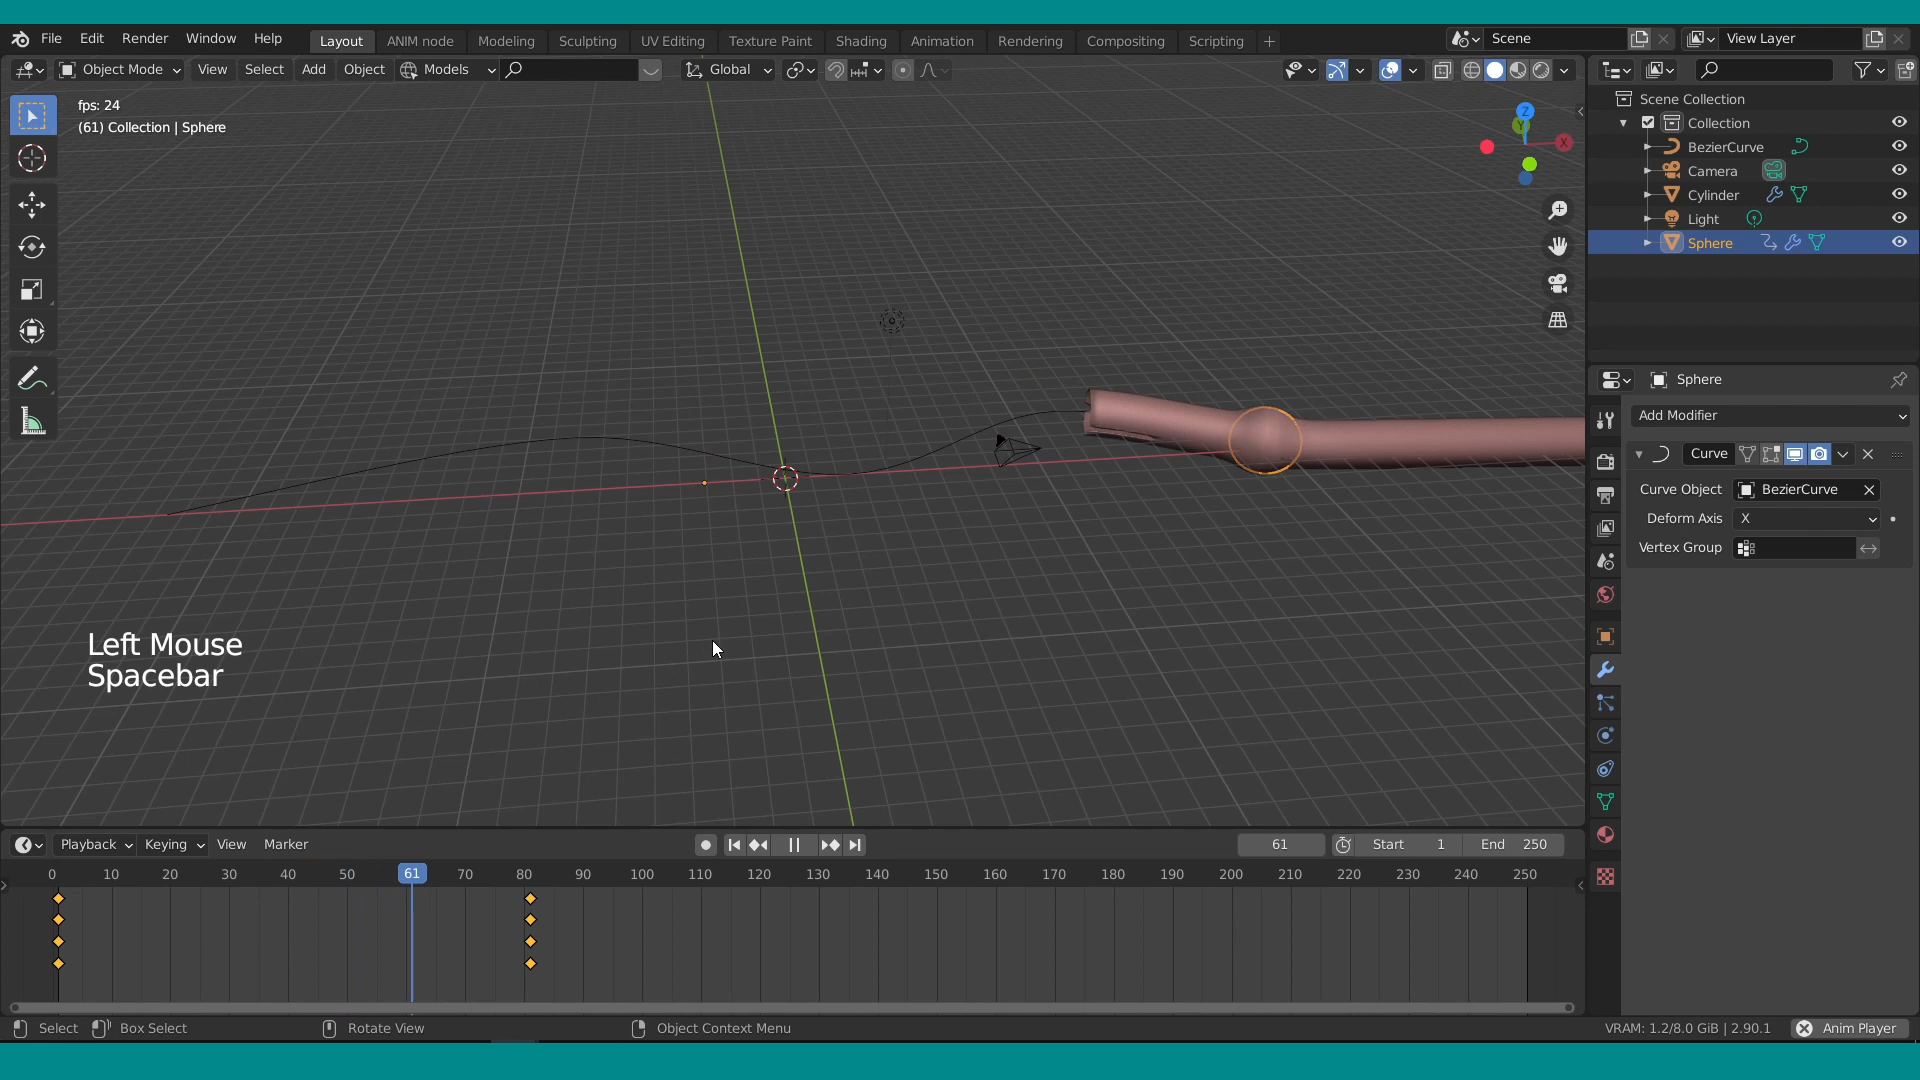 File Edit Render Window Help Layout ANIM node Modeling Sculpting UV Editing Texture Paint Shading Animation Rendering Compositing Scripting + Scene View Layer
Object Mode View Select Add Object Models Global
fps: 24
(61) Collection | Sphere
Z
Y
X
Left Mouse
Spacebar
Scene Collection
Collection
BezierCurve
Camera
Cylinder
Light
Sphere
Sphere
Add Modifier
Curve
Curve Object BezierCurve
Deform Axis X
Vertex Group
Playback Keying View Marker 61 Start 1 End 250
0 10 20 30 40 50 61 70 80 90 100 110 120 130 140 150 160 170 180 190 200 210 220 230 240 250
Select Box Select Rotate View Object Context Menu VRAM: 1.2/8.0 GiB | 2.90.1 Anim Player